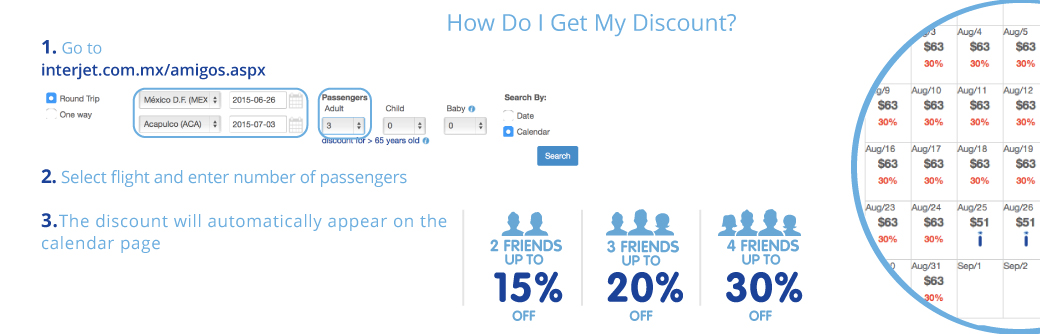 How Do I Get My Discount?
1. Go to
interjet.com.mx/amigos.aspx
Round Trip
One way
México D.F. (MEX
2015-06-26
Acapulco (ACA)
2015-07-03
Passengers
Adult
3
Child
0
Baby
0
discount for > 65 years old
Search By:
Date
Calendar
Search
2. Select flight and enter number of passengers
3.The discount will automatically appear on the
calendar page
2 FRIENDS
UP TO
15%
OFF
3 FRIENDS
UP TO
20%
OFF
4 FRIENDS
UP TO
30%
OFF
Aug/4 Aug/5
$63 $63 $63
30% 30% 30%
Aug/10 Aug/11 Aug/12
$63 $63 $63 $63
30% 30% 30% 30%
Aug/16 Aug/17 Aug/18 Aug/19
$63 $63 $63 $63
30% 30% 30% 30%
Aug/23 Aug/24 Aug/25 Aug/26
$63 $63 $51 $51
30% 30%
Aug/31 Sep/1 Sep/2
$63
30%